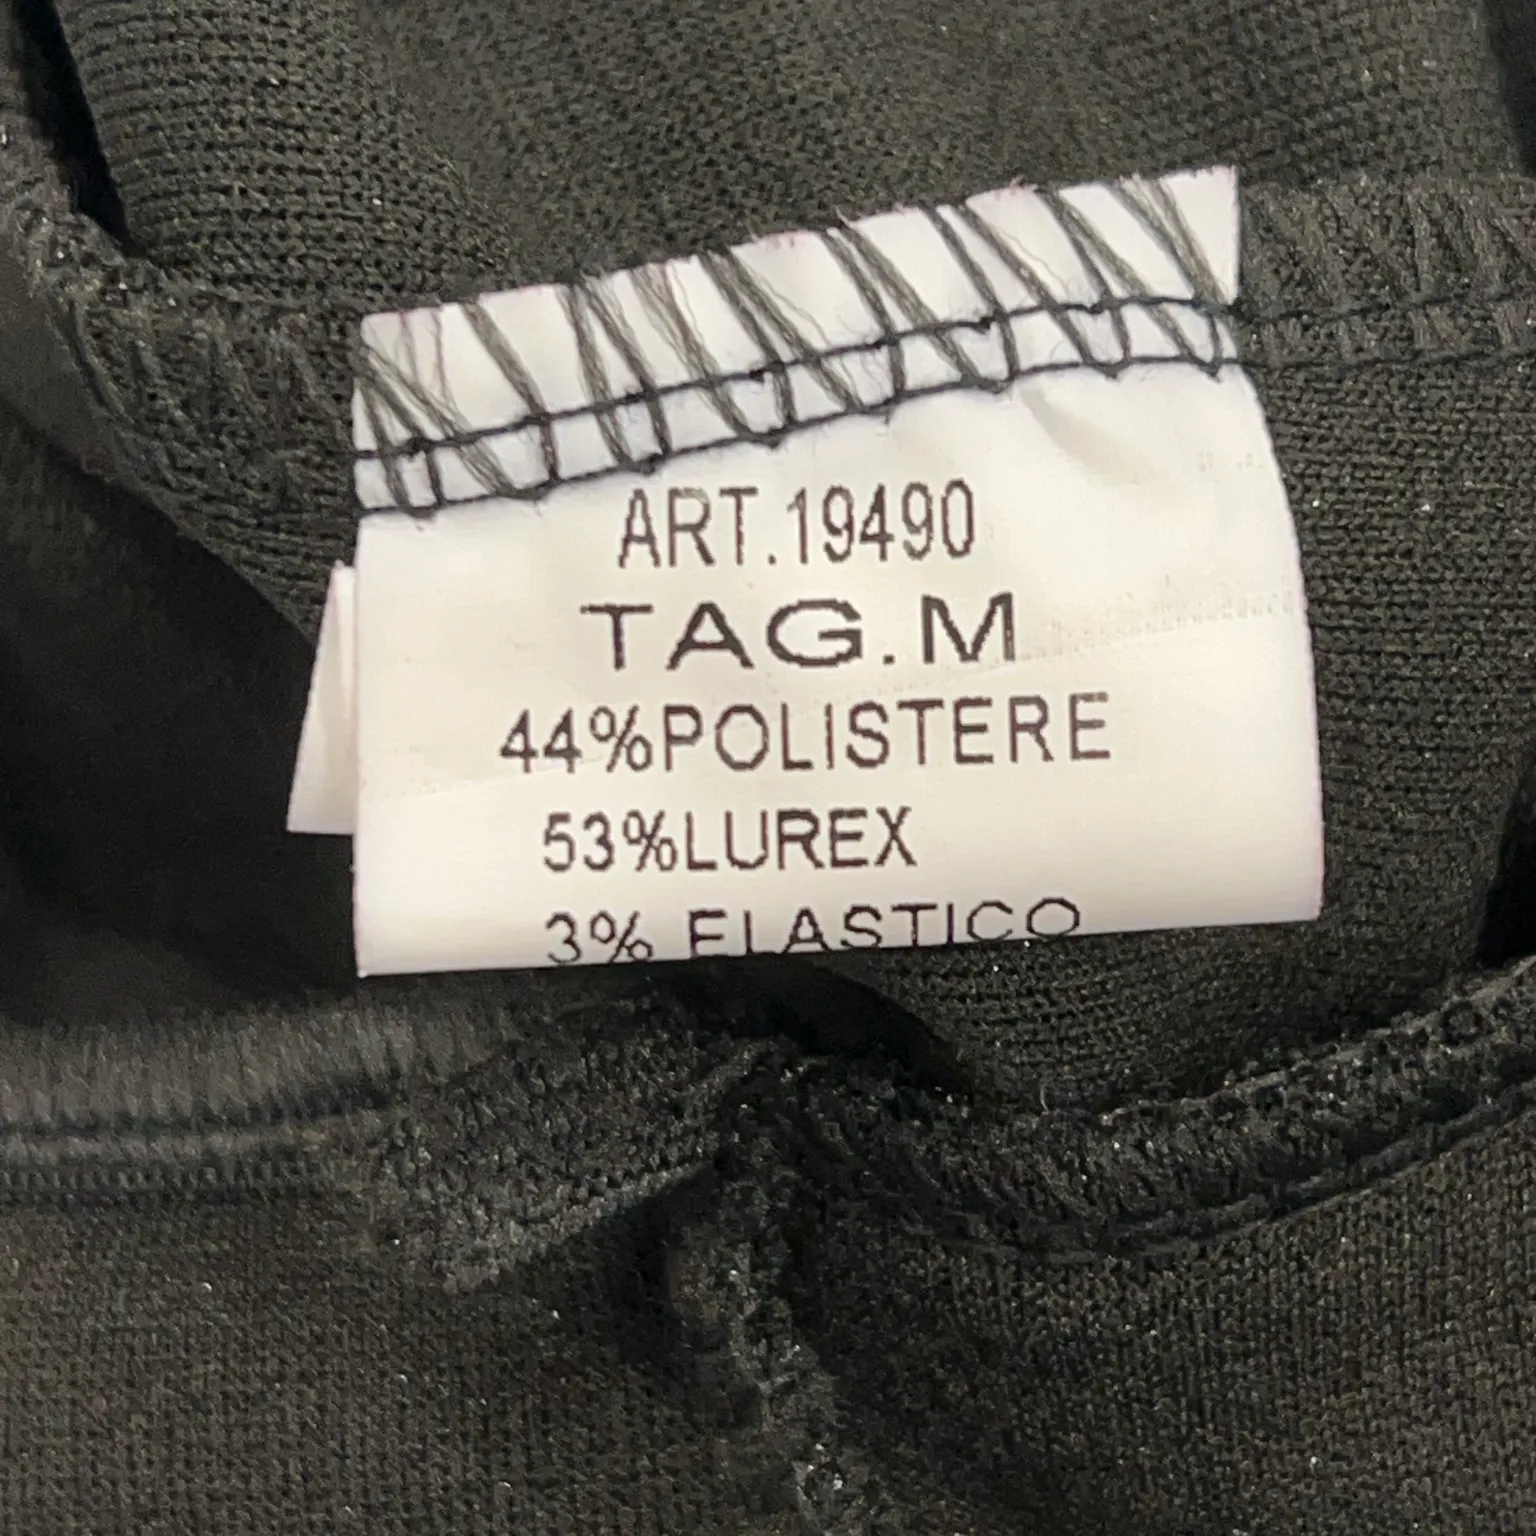 ART.19490
TAG.M
44%POLISTERE
53%LUREX
3% ELASTICO